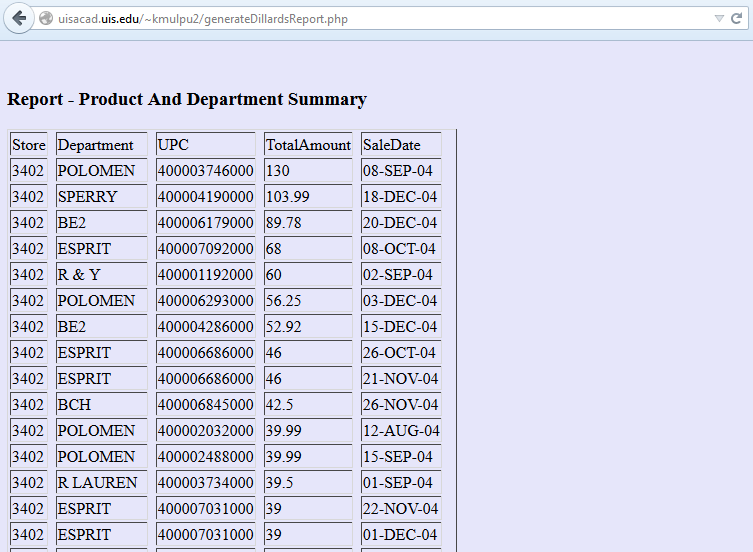 uisacad.uis.edu/~kmulpu2/generateDillardsReport.php
Report - Product And Department Summary
Store Department UPC TotalAmount SaleDate
3402 POLOMEN 400003746000 130 08-SEP-04
3402 SPERRY 400004190000 103.99 18-DEC-04
3402 BE2 400006179000 89.78 20-DEC-04
3402 ESPRIT 400007092000 68 08-OCT-04
3402 R & Y 400001192000 60 02-SEP-04
3402 POLOMEN 400006293000 56.25 03-DEC-04
3402 BE2 400004286000 52.92 15-DEC-04
3402 ESPRIT 400006686000 46 26-OCT-04
3402 ESPRIT 400006686000 46 21-NOV-04
3402 BCH 400006845000 42.5 26-NOV-04
3402 POLOMEN 400002032000 39.99 12-AUG-04
3402 POLOMEN 400002488000 39.99 15-SEP-04
3402 R LAUREN 400003734000 39.5 01-SEP-04
3402 ESPRIT 400007031000 39 22-NOV-04
3402 ESPRIT 400007031000 39 01-DEC-04